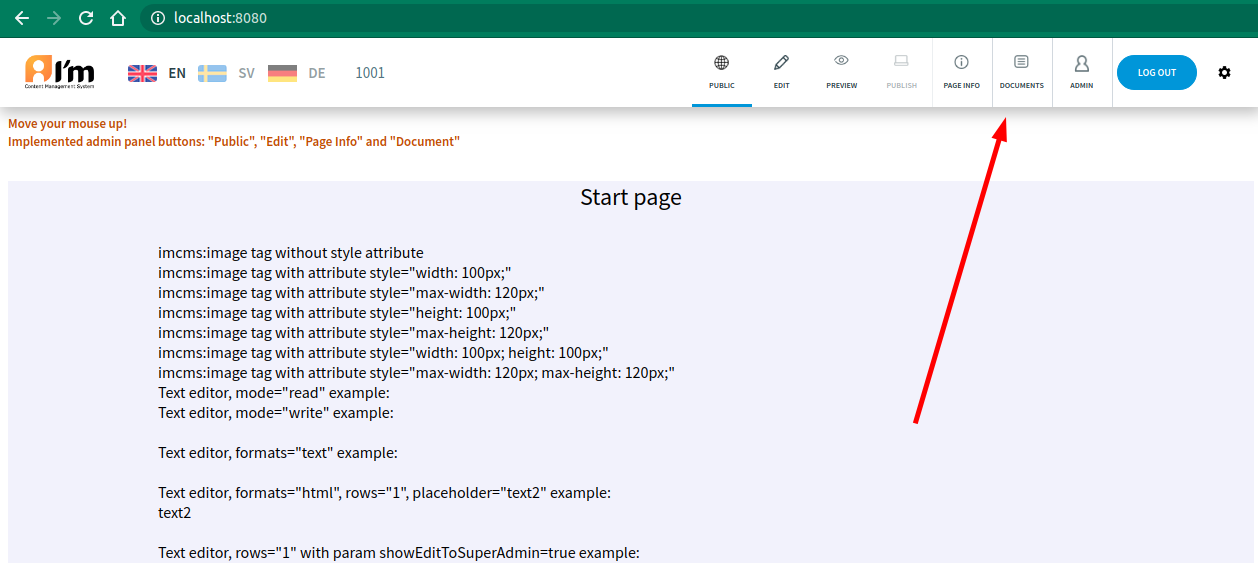 localhost:8080
I'm
Content Management System
EN
SV
DE
1001
PUBLIC
EDIT
PREVIEW
PUBLISH
PAGE INFO
DOCUMENTS
ADMIN
LOG OUT
Move your mouse up!
Implemented admin panel buttons: "Public", "Edit", "Page Info" and "Document"
Start page
imcms:image tag without style attribute
imcms:image tag with attribute style="width: 100px;"
imcms:image tag with attribute style="max-width: 120px;"
imcms:image tag with attribute style="height: 100px;"
imcms:image tag with attribute style="max-height: 120px;"
imcms:image tag with attribute style="width: 100px; height: 100px;"
imcms:image tag with attribute style="max-width: 120px; max-height: 120px;"
Text editor, mode="read" example:
Text editor, mode="write" example:
Text editor, formats="text" example:
Text editor, formats="html", rows="1", placeholder="text2" example:
text2
Text editor, rows="1" with param showEditToSuperAdmin=true example: